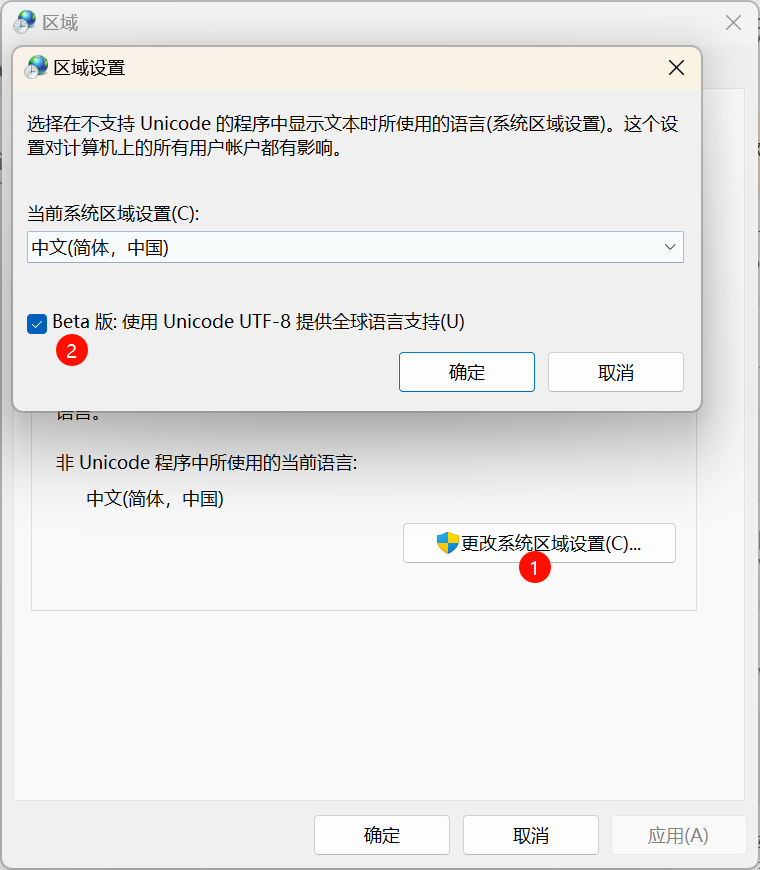 区域
区域设置
选择在不支持 Unicode 的程序中显示文本时所使用的语言(系统区域设置)。这个设
置对计算机上的所有用户帐户都有影响。
当前系统区域设置(C):
中文(简体，中国)
Beta 版: 使用 Unicode UTF-8 提供全球语言支持(U)
2
确定
取消
语言。
非 Unicode 程序中所使用的当前语言:
中文(简体，中国)
更改系统区域设置(C)...
1
确定
取消
应用(A)